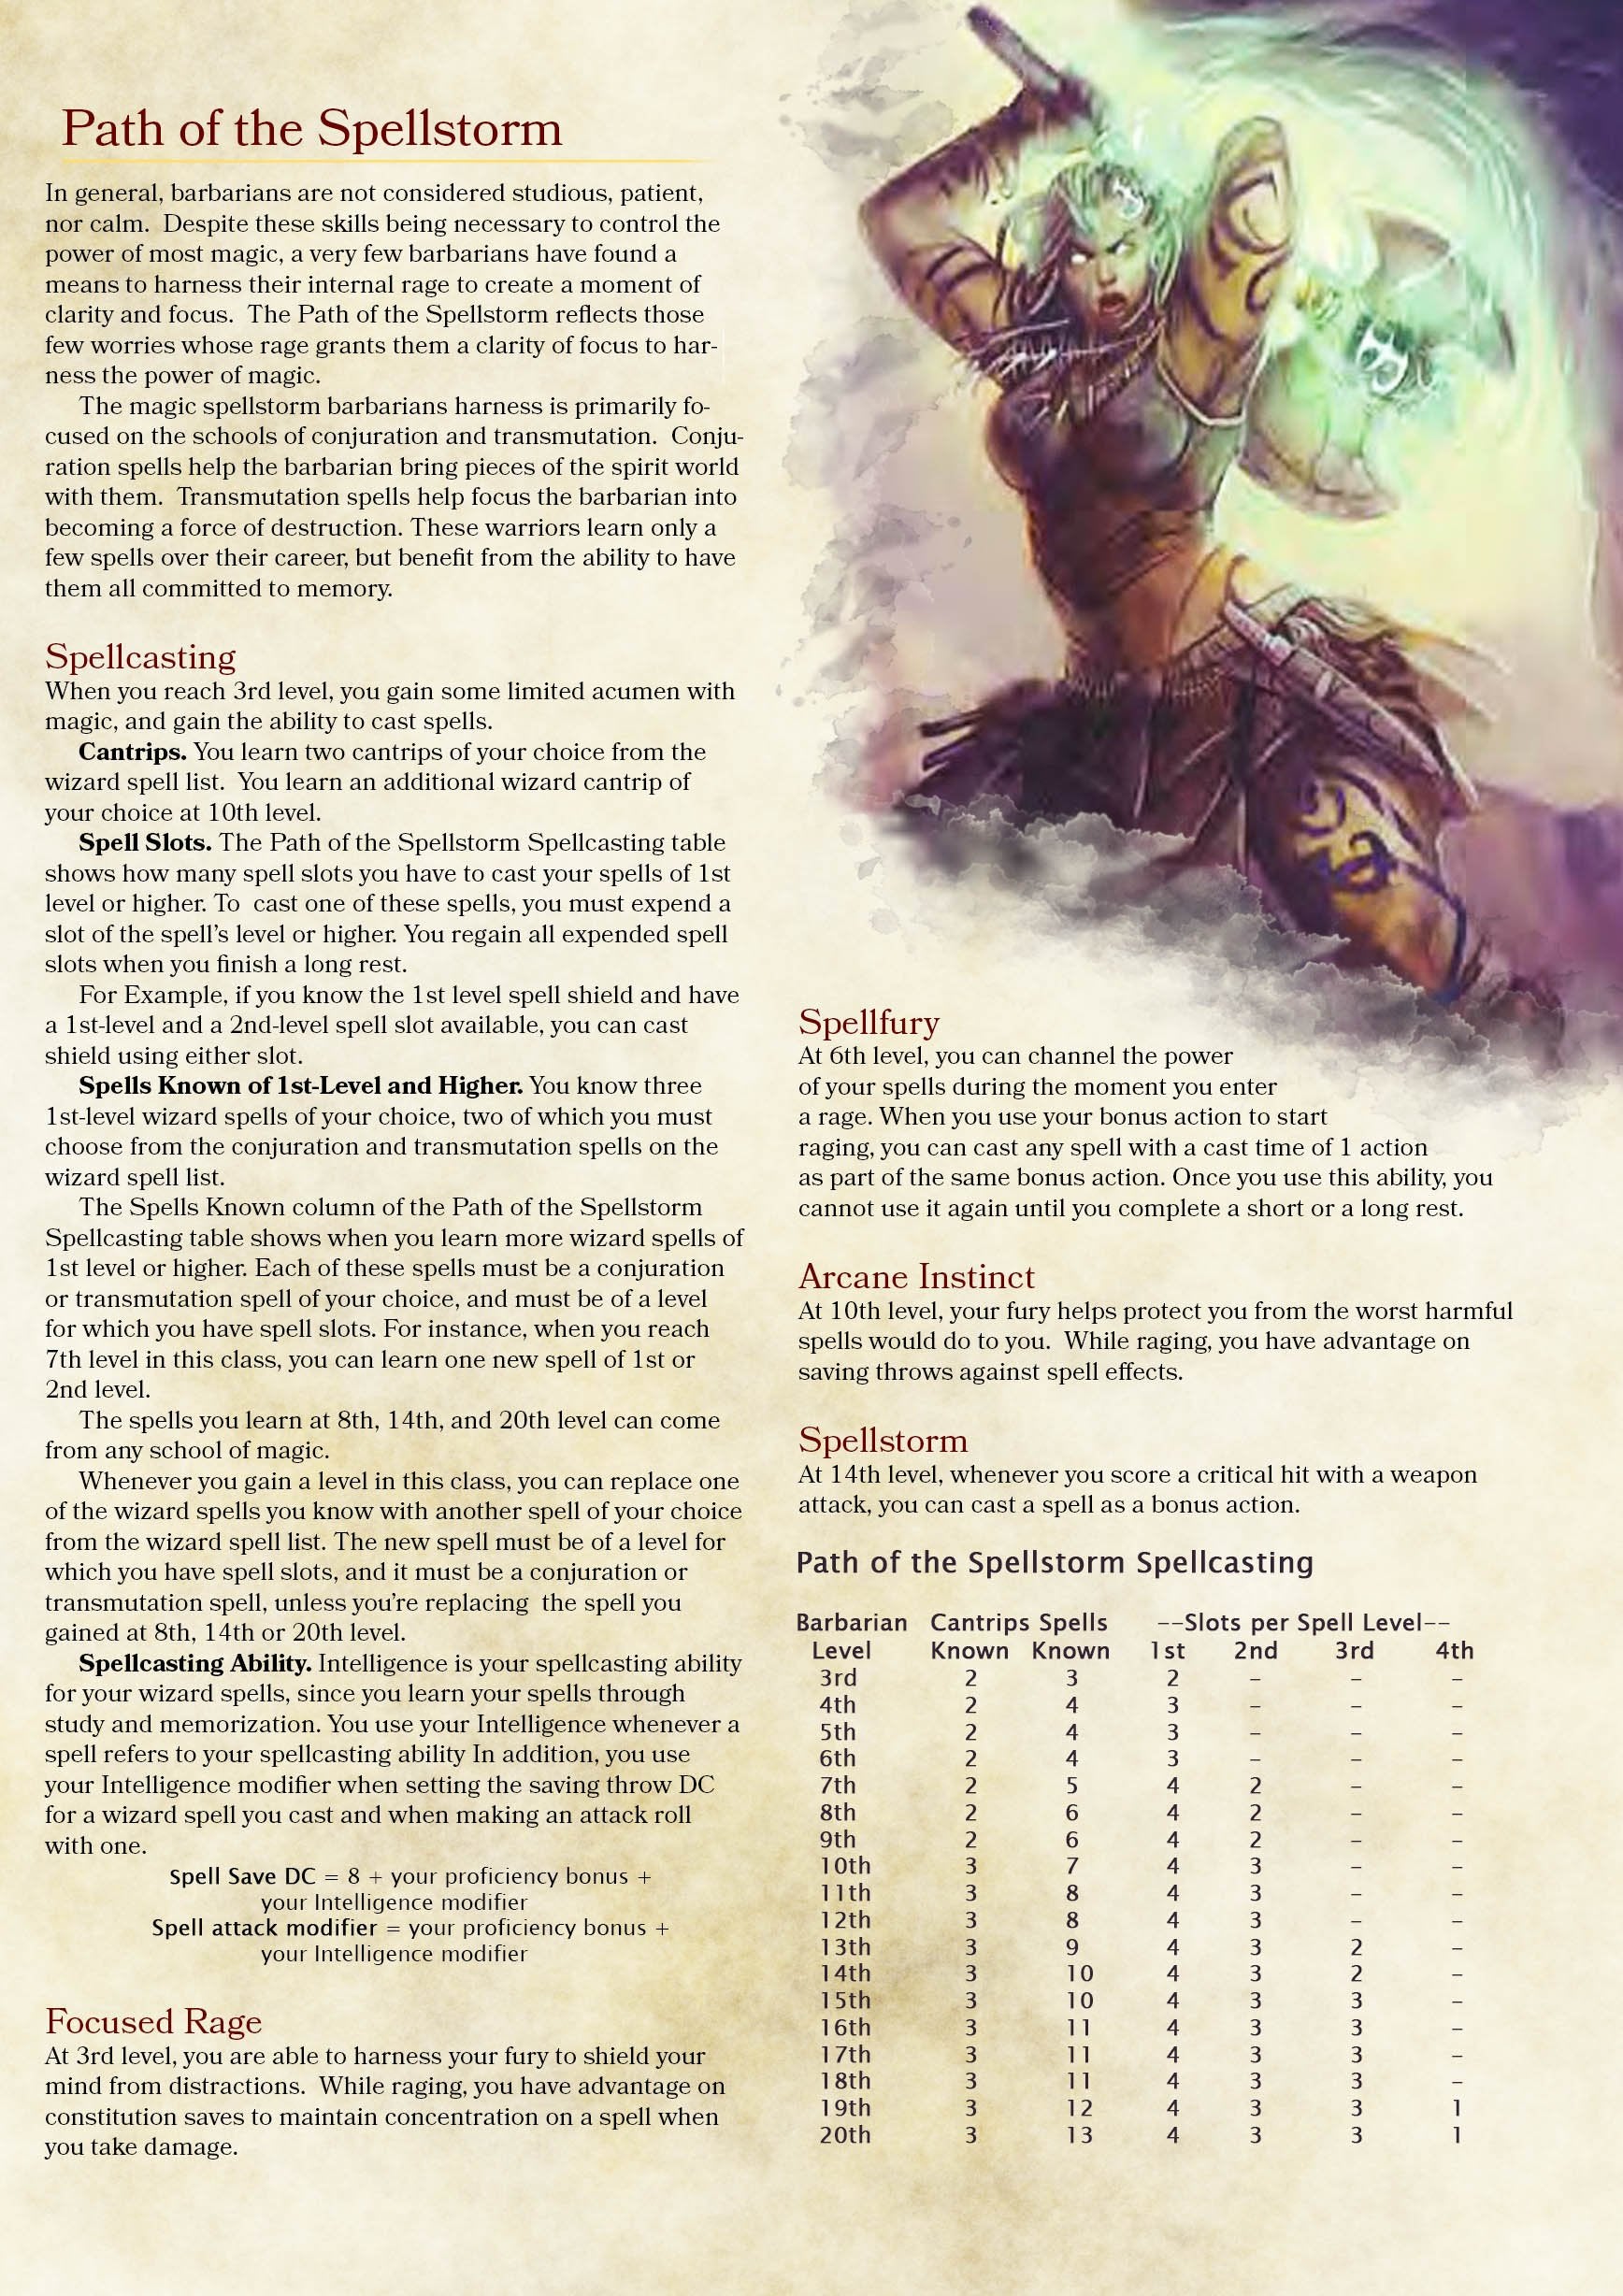 Path of the Spellstorm
In general, barbarians are not considered studious, patient,
nor calm.  Despite these skills being necessary to control the
power of most magic, a very few barbarians have found a
means to harness their internal rage to create a moment of
clarity and focus.  The Path of the Spellstorm reflects those
few worries whose rage grants them a clarity of focus to har-
ness the power of magic.
The magic spellstorm barbarians harness is primarily fo-
cused on the schools of conjuration and transmutation.  Conju-
ration spells help the barbarian bring pieces of the spirit world
with them.  Transmutation spells help focus the barbarian into
becoming a force of destruction. These warriors learn only a
few spells over their career, but benefit from the ability to have
them all committed to memory.
Spellcasting
When you reach 3rd level, you gain some limited acumen with
magic, and gain the ability to cast spells.
Cantrips. You learn two cantrips of your choice from the
wizard spell list.  You learn an additional wizard cantrip of
your choice at 10th level.
Spell Slots. The Path of the Spellstorm Spellcasting table
shows how many spell slots you have to cast your spells of 1st
level or higher. To  cast one of these spells, you must expend a
slot of the spell’s level or higher. You regain all expended spell
slots when you finish a long rest.
For Example, if you know the 1st level spell shield and have
a 1st-level and a 2nd-level spell slot available, you can cast
shield using either slot.
Spells Known of 1st-Level and Higher. You know three
1st-level wizard spells of your choice, two of which you must
choose from the conjuration and transmutation spells on the
wizard spell list.
The Spells Known column of the Path of the Spellstorm
Spellcasting table shows when you learn more wizard spells of
1st level or higher. Each of these spells must be a conjuration
or transmutation spell of your choice, and must be of a level
for which you have spell slots. For instance, when you reach
7th level in this class, you can learn one new spell of 1st or
2nd level.
The spells you learn at 8th, 14th, and 20th level can come
from any school of magic.
Whenever you gain a level in this class, you can replace one
of the wizard spells you know with another spell of your choice
from the wizard spell list. The new spell must be of a level for
which you have spell slots, and it must be a conjuration or
transmutation spell, unless you’re replacing  the spell you
gained at 8th, 14th or 20th level.
Spellcasting Ability. Intelligence is your spellcasting ability
for your wizard spells, since you learn your spells through
study and memorization. You use your Intelligence whenever a
spell refers to your spellcasting ability In addition, you use
your Intelligence modifier when setting the saving throw DC
for a wizard spell you cast and when making an attack roll
with one.
Spell Save DC = 8 + your proficiency bonus +
your Intelligence modifier
Spell attack modifier = your proficiency bonus +
your Intelligence modifier
Focused Rage
At 3rd level, you are able to harness your fury to shield your
mind from distractions.  While raging, you have advantage on
constitution saves to maintain concentration on a spell when
you take damage.
Spellfury
At 6th level, you can channel the power
of your spells during the moment you enter
a rage. When you use your bonus action to start
raging, you can cast any spell with a cast time of 1 action
as part of the same bonus action. Once you use this ability, you
cannot use it again until you complete a short or a long rest.
Arcane Instinct
At 10th level, your fury helps protect you from the worst harmful
spells would do to you.  While raging, you have advantage on
saving throws against spell effects.
Spellstorm
At 14th level, whenever you score a critical hit with a weapon
attack, you can cast a spell as a bonus action.
Path of the Spellstorm Spellcasting
Barbarian Cantrips Spells --Slots per Spell Level--
Level Known Known 1st 2nd 3rd 4th
3rd 2 3 2 – – –
4th 2 4 3 – – –
5th 2 4 3 – – –
6th 2 4 3 – – –
7th 2 5 4 2 – –
8th 2 6 4 2 – –
9th 2 6 4 2 – –
10th 3 7 4 3 – –
11th 3 8 4 3 – –
12th 3 8 4 3 – –
13th 3 9 4 3 2 –
14th 3 10 4 3 2 –
15th 3 10 4 3 3 –
16th 3 11 4 3 3 –
17th 3 11 4 3 3 –
18th 3 11 4 3 3 –
19th 3 12 4 3 3 1
20th 3 13 4 3 3 1